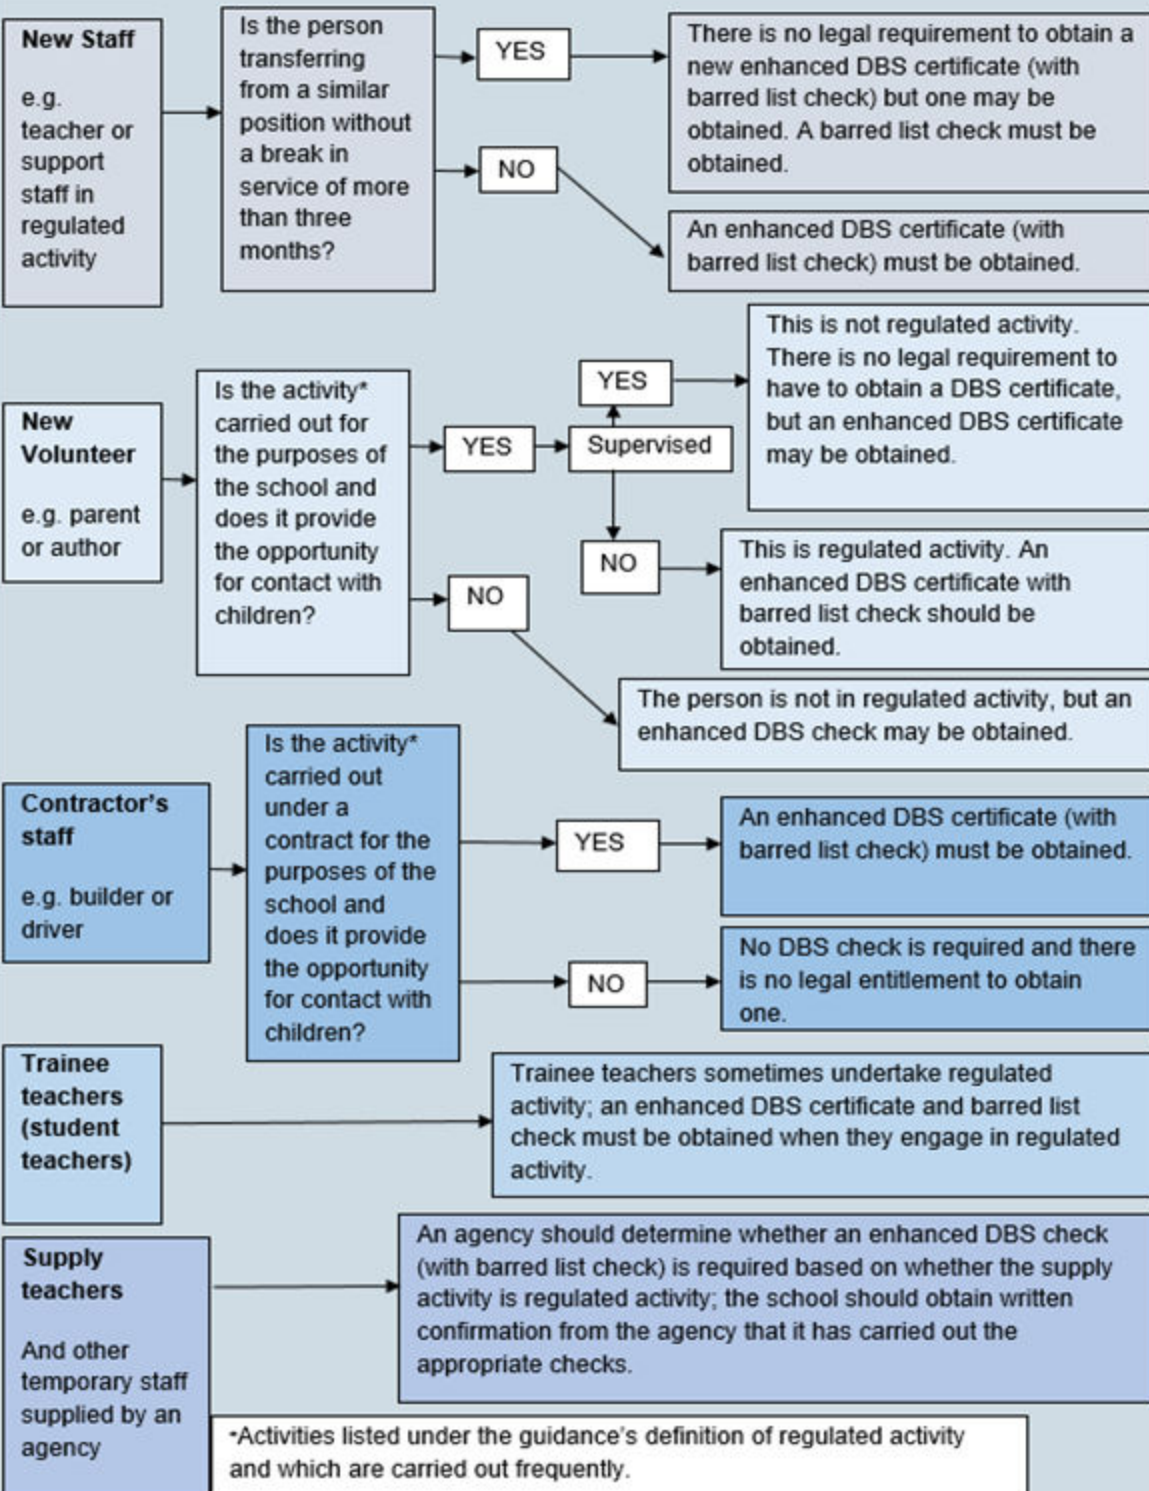 New Staff
e.g.
teacher or
support
staff in
regulated
activity
Is the person
transferring
from a similar
position without
a break in
service of more
than three
months?
YES
There is no legal requirement to obtain a
new enhanced DBS certificate (with
barred list check) but one may be
obtained. A barred list check must be
obtained.
NO
An enhanced DBS certificate (with
barred list check) must be obtained.
New
Volunteer
e.g. parent
or author
Is the activity*
carried out for
the purposes of
the school and
does it provide
the opportunity
for contact with
children?
YES
Supervised
YES
This is not regulated activity.
There is no legal requirement to
have to obtain a DBS certificate,
but an enhanced DBS certificate
may be obtained.
NO
This is regulated activity. An
enhanced DBS certificate with
barred list check should be
obtained.
NO
The person is not in regulated activity, but an
enhanced DBS check may be obtained.
Contractor's
staff
e.g. builder or
driver
Is the activity*
carried out
under a
contract for the
purposes of the
school and
does it provide
the opportunity
for contact with
children?
YES
An enhanced DBS certificate (with
barred list check) must be obtained.
NO
No DBS check is required and there
is no legal entitlement to obtain
one.
Trainee
teachers
(student
teachers)
Trainee teachers sometimes undertake regulated
activity; an enhanced DBS certificate and barred list
check must be obtained when they engage in regulated
activity.
Supply
teachers
And other
temporary staff
supplied by an
agency
An agency should determine whether an enhanced DBS check
(with barred list check) is required based on whether the supply
activity is regulated activity; the school should obtain written
confirmation from the agency that it has carried out the
appropriate checks.
*Activities listed under the guidance's definition of regulated activity
and which are carried out frequently.